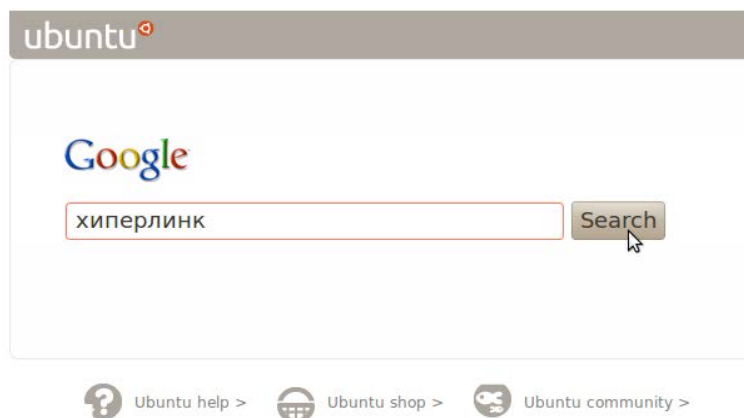 ubuntu
Google
хиперлинк Search
Ubuntu help > Ubuntu shop > Ubuntu community >